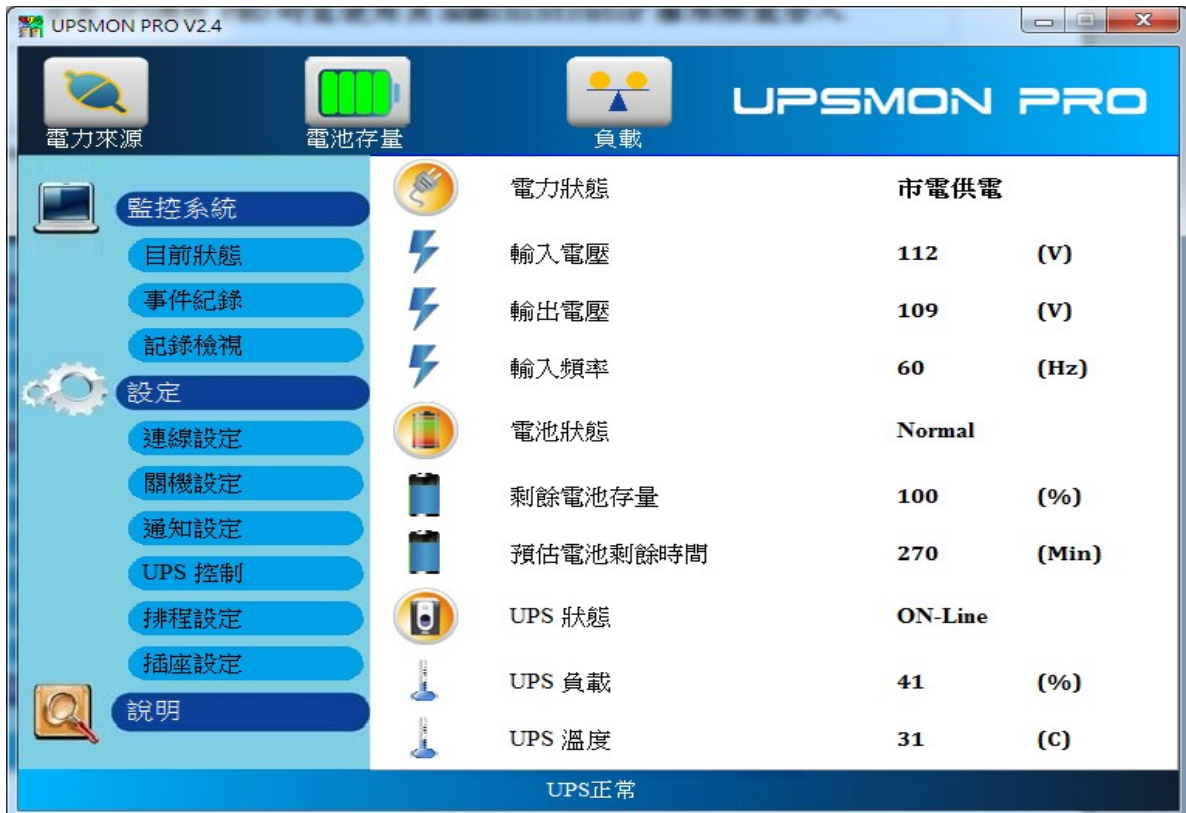 UPSMON PRO V2.4
UPSMON PRO
電力來源
電池存量
負載
監控系統
目前狀態
事件紀錄
記錄檢視
設定
連線設定
關機設定
通知設定
UPS 控制
排程設定
插座設定
說明
電力狀態 市電供電
輸入電壓 112 (V)
輸出電壓 109 (V)
輸入頻率 60 (Hz)
電池狀態 Normal
剩餘電池存量 100 (%)
預估電池剩餘時間 270 (Min)
UPS 狀態 ON-Line
UPS 負載 41 (%)
UPS 溫度 31 (C)
UPS正常